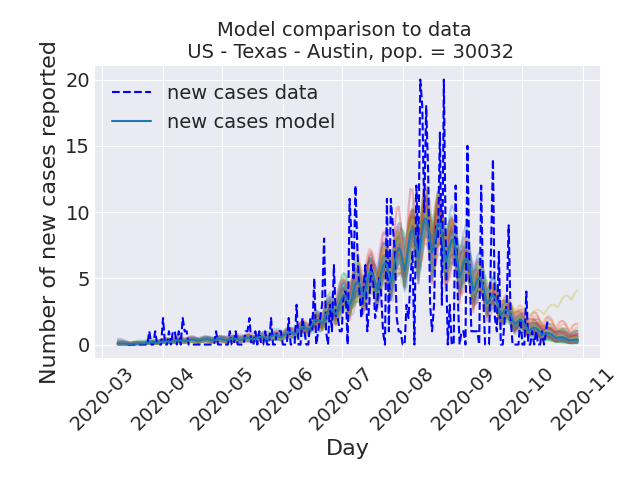 Model comparison to data
US - Texas - Austin, pop. = 30032
Number of new cases reported
20
15
10
5
0
new cases data
new cases model
2020-03
2020-04
2020-05
2020-06
2020-07
2020-08
2020-09
2020-10
2020-11
Day